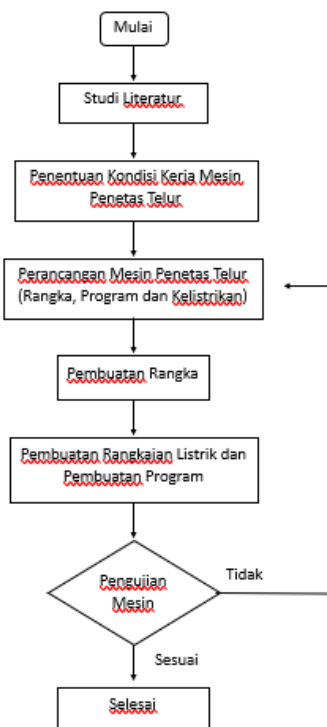 Mulai
Studi Literatur
Penentuan Kondisi Kerja Mesin
Penetas Telur
Perancangan Mesin Penetas Telur
(Rangka, Program dan Kelistrikan)
Pembuatan Rangka
Pembuatan Rangkaian Listrik dan
Pembuatan Program
Pengujian
Mesin
Tidak
Sesuai
Selesai